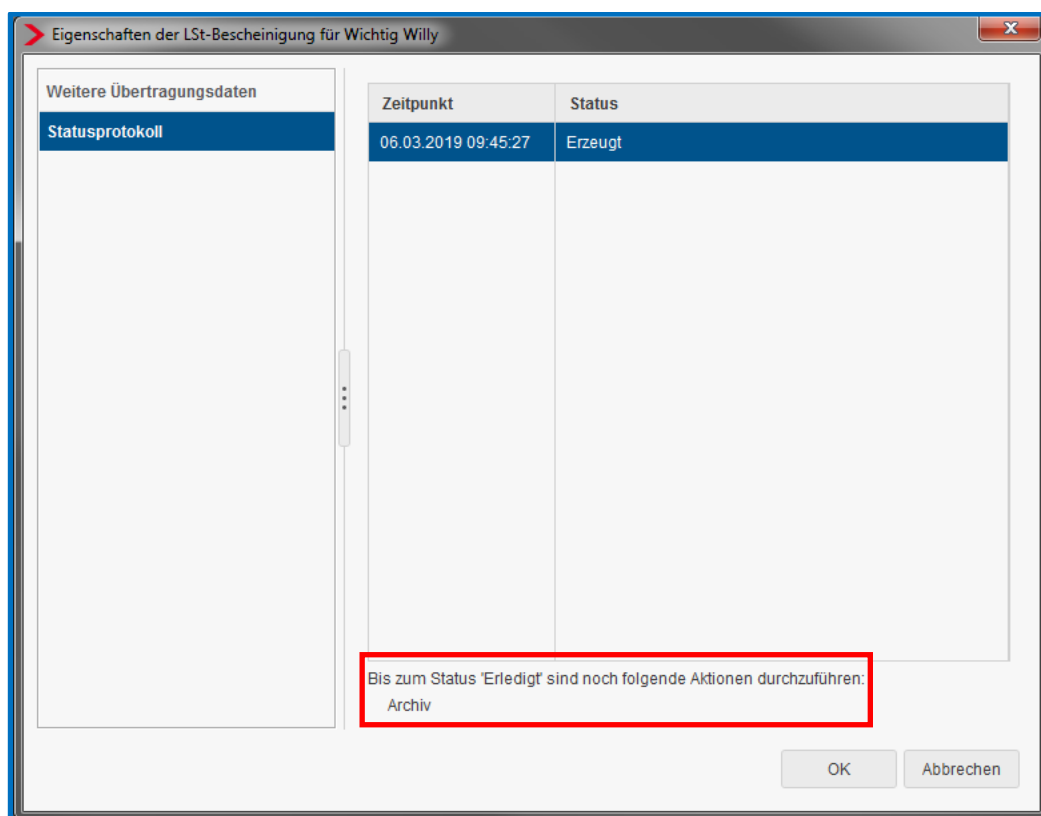 Eigenschaften der LSt-Bescheinigung für Wichtig Willy
Weitere Übertragungsdaten
Statusprotokoll
Zeitpunkt Status
06.03.2019 09:45:27 Erzeugt
Bis zum Status 'Erledigt' sind noch folgende Aktionen durchzuführen:
Archiv
OK Abbrechen